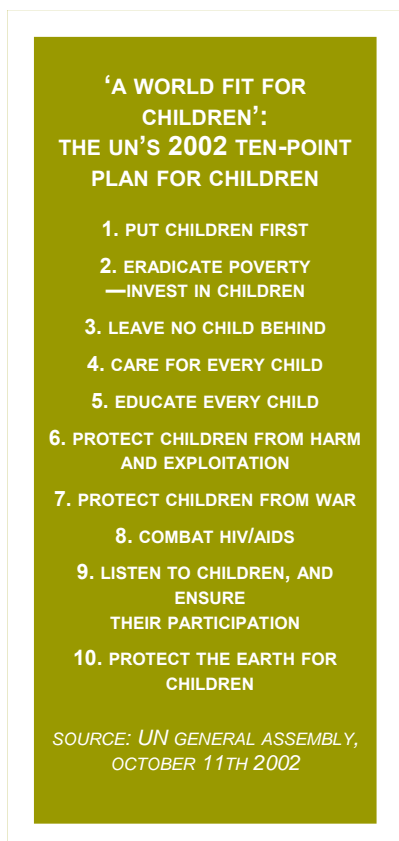 ‘A WORLD FIT FOR
CHILDREN’:
THE UN’S 2002 TEN-POINT
PLAN FOR CHILDREN
1. PUT CHILDREN FIRST
2. ERADICATE POVERTY
—INVEST IN CHILDREN
3. LEAVE NO CHILD BEHIND
4. CARE FOR EVERY CHILD
5. EDUCATE EVERY CHILD
6. PROTECT CHILDREN FROM HARM
AND EXPLOITATION
7. PROTECT CHILDREN FROM WAR
8. COMBAT HIV/AIDS
9. LISTEN TO CHILDREN, AND
ENSURE
THEIR PARTICIPATION
10. PROTECT THE EARTH FOR
CHILDREN
SOURCE: UN GENERAL ASSEMBLY,
OCTOBER 11TH 2002